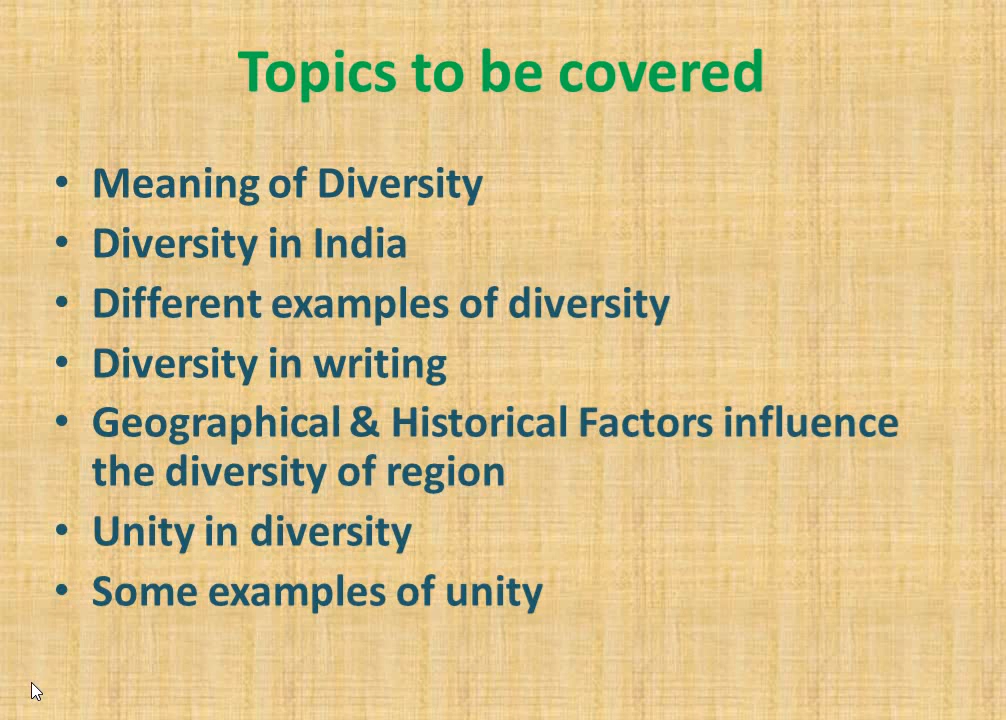 Topics to be covered
• Meaning of Diversity
• Diversity in India
• Different examples of diversity
• Diversity in writing
• Geographical & Historical Factors influence
the diversity of region
• Unity in diversity
• Some examples of unity